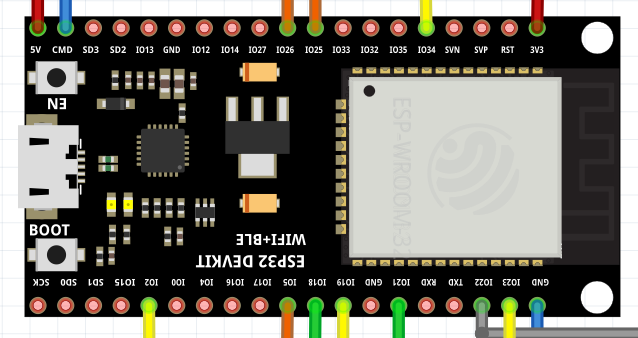 5V CMD SD3 SD2 IO13 GND IO12 IO14 IO27 IO26 IO25 IO33 IO32 IO35 IO34 SVN SVP RST 3V3
EN
ESP-WROOM-3
BOOT
WIFI+BLE
ESP32 DEVKIT
SCK SD0 SD1 IO15 IO2 IO0 IO4 IO16 IO17 IO5 IO18 IO19 GND IO21 RXD TXD IO22 IO23 GND